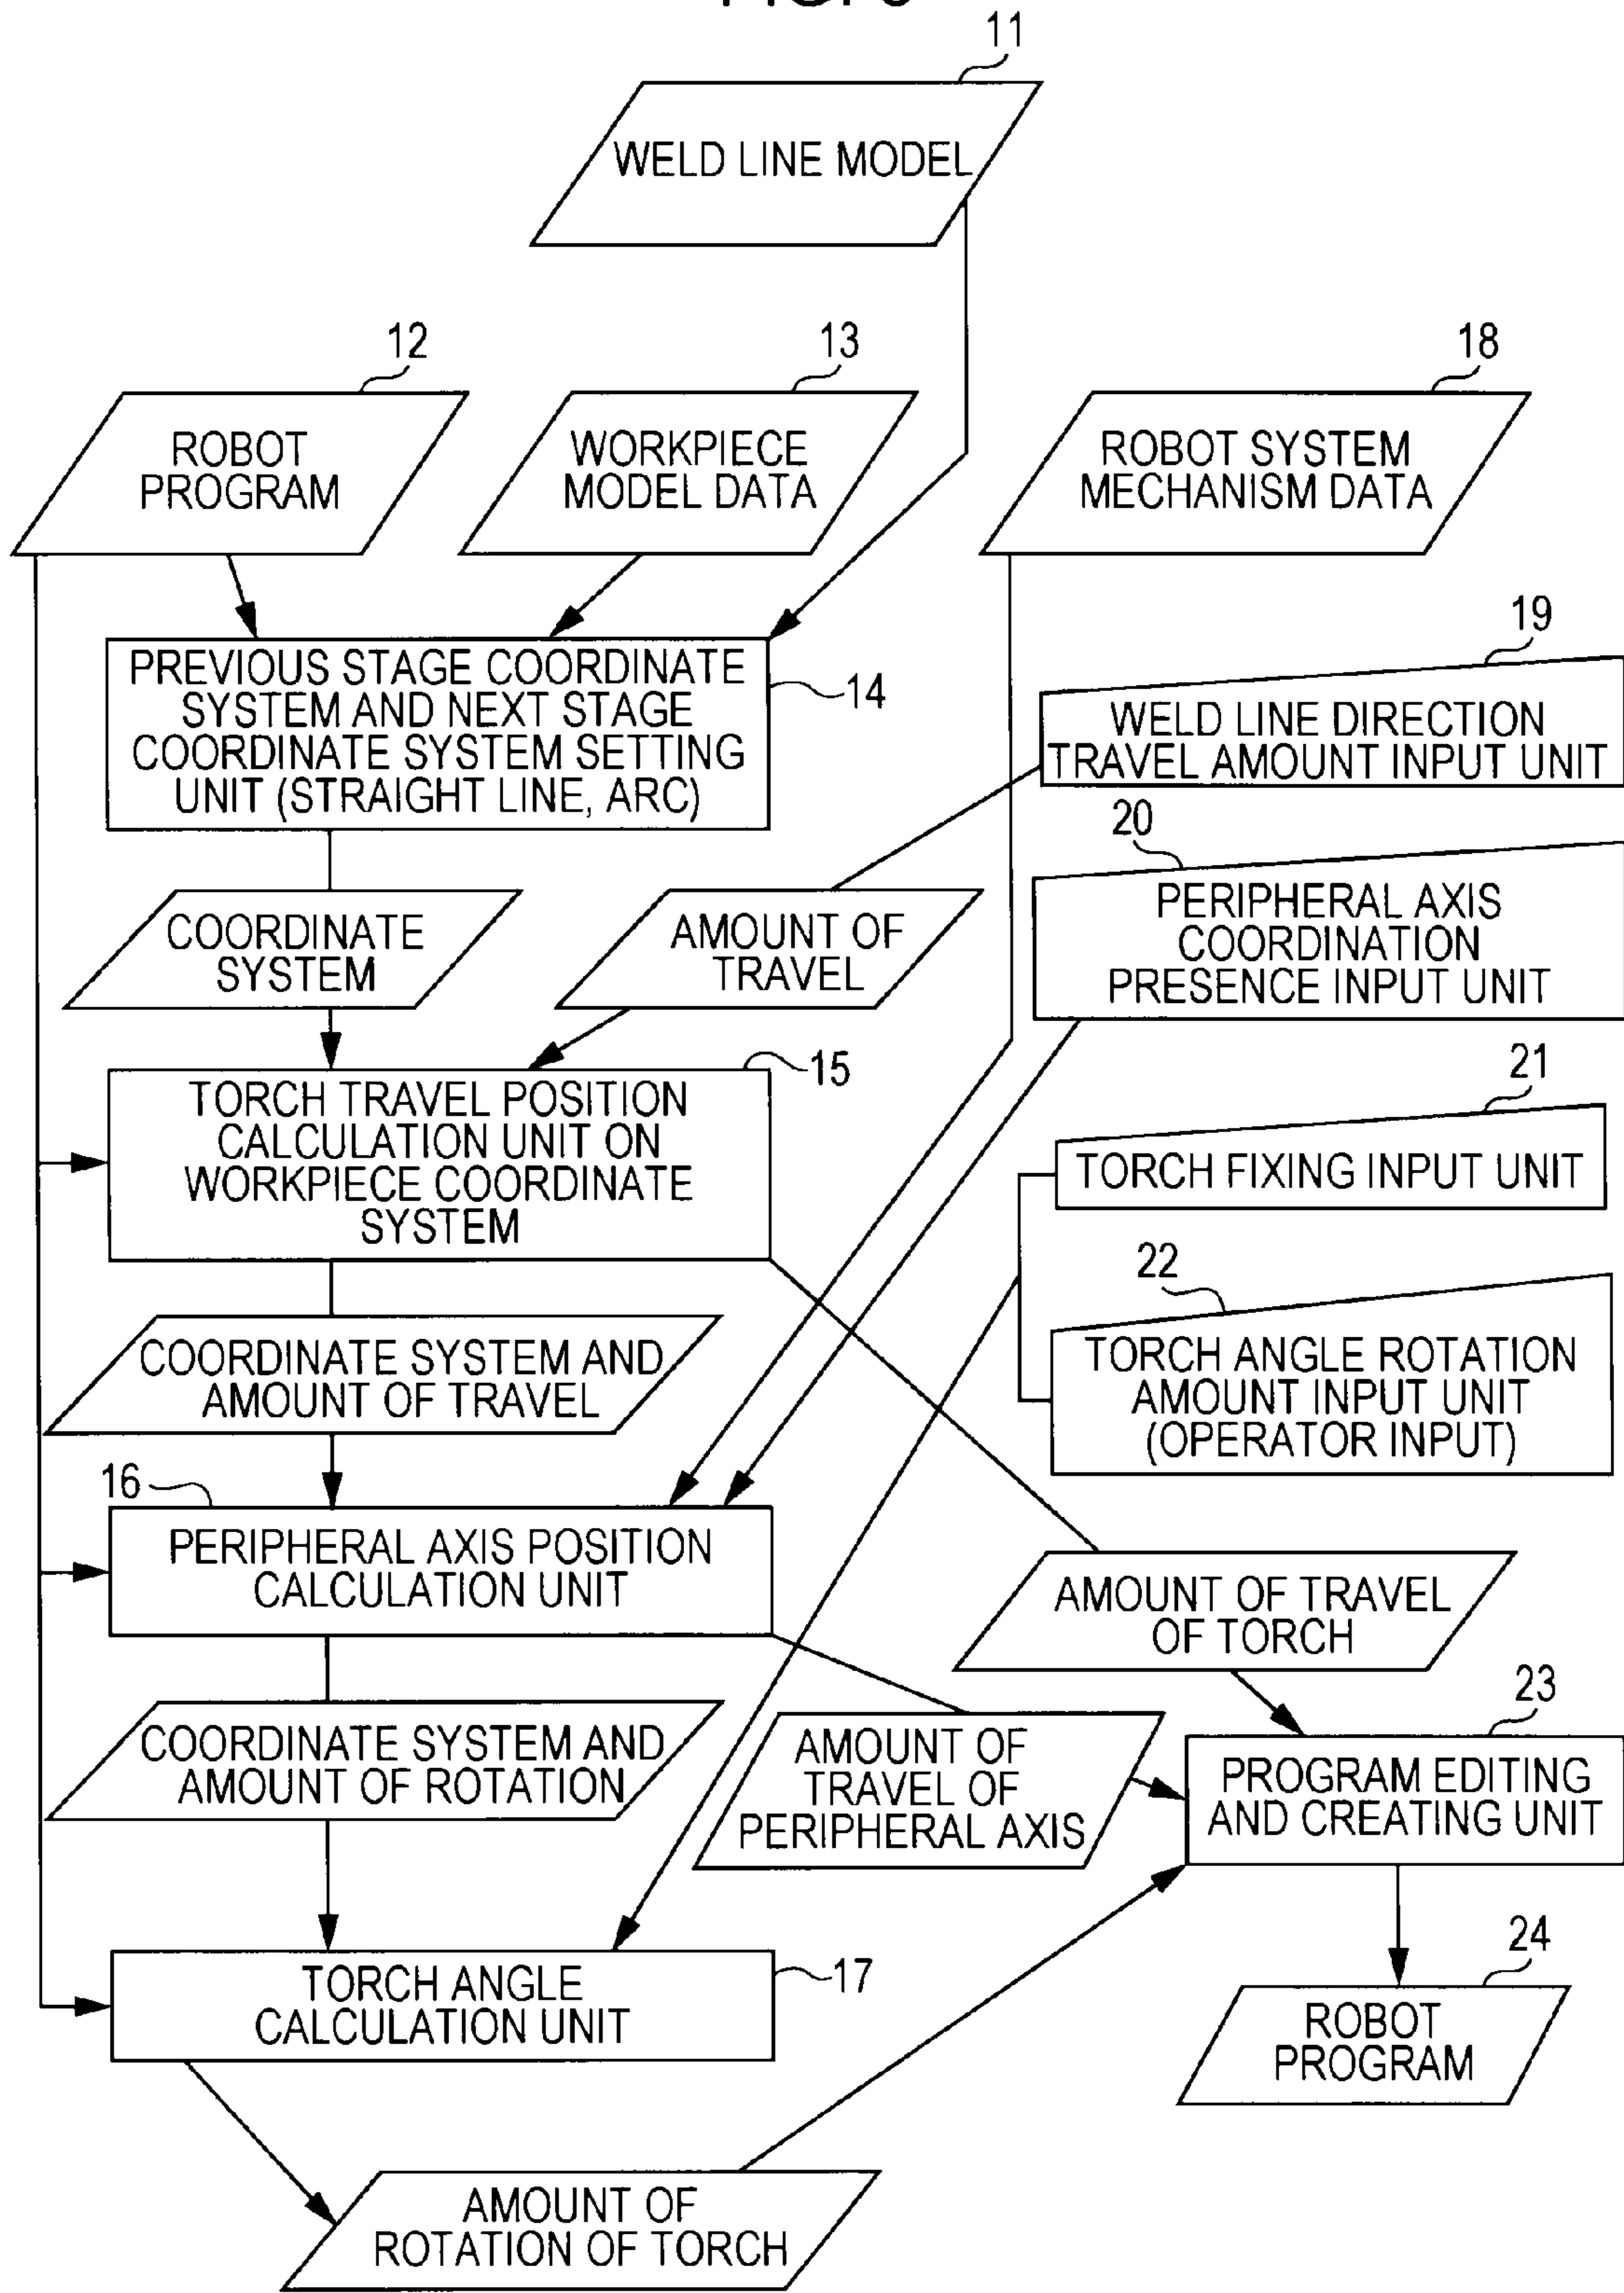 11
WELD LINE MODEL
12
13
18
ROBOT
PROGRAM
WORKPIECE
MODEL DATA
ROBOT SYSTEM
MECHANISM DATA
PREVIOUS STAGE COORDINATE
SYSTEM AND NEXT STAGE
COORDINATE SYSTEM SETTING
UNIT (STRAIGHT LINE, ARC)
14
19
WELD LINE DIRECTION
TRAVEL AMOUNT INPUT UNIT
20
PERIPHERAL AXIS
COORDINATION
PRESENCE INPUT UNIT
COORDINATE
SYSTEM
AMOUNT OF
TRAVEL
15
TORCH TRAVEL POSITION
CALCULATION UNIT ON
WORKPIECE COORDINATE
SYSTEM
21
TORCH FIXING INPUT UNIT
22
TORCH ANGLE ROTATION
AMOUNT INPUT UNIT
(OPERATOR INPUT)
COORDINATE SYSTEM AND
AMOUNT OF TRAVEL
16
PERIPHERAL AXIS POSITION
CALCULATION UNIT
AMOUNT OF TRAVEL
OF TORCH
COORDINATE SYSTEM AND
AMOUNT OF ROTATION
AMOUNT OF
TRAVEL OF
PERIPHERAL AXIS
23
PROGRAM EDITING
AND CREATING UNIT
TORCH ANGLE
CALCULATION UNIT
17
24
ROBOT
PROGRAM
AMOUNT OF
ROTATION OF TORCH